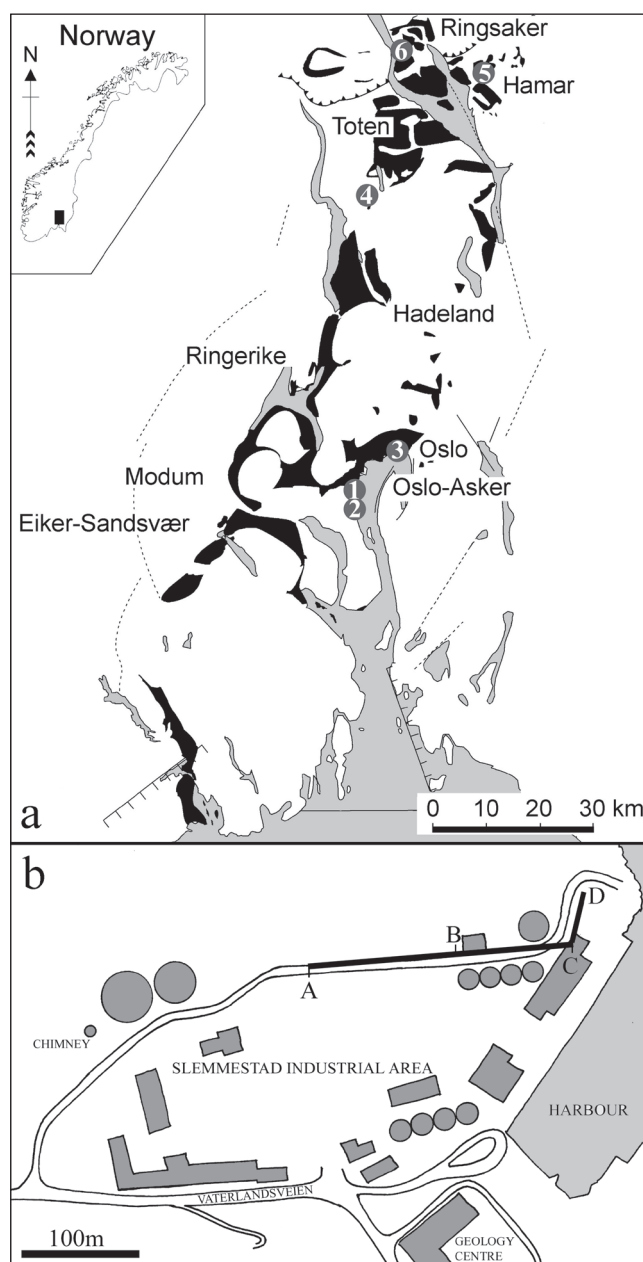 Norway
N
Ringsaker
6
5
Hamar
Toten
4
Hadeland
Ringerike
3
Oslo
Modum
1
Oslo-Asker
2
Eiker-Sandsvær
a
0 10 20 30 km
b
D
B
A
C
CHIMNEY
SLEMMESTAD INDUSTRIAL AREA
HARBOUR
VATERLANDSVEIEN
100m
GEOLOGY
CENTRE